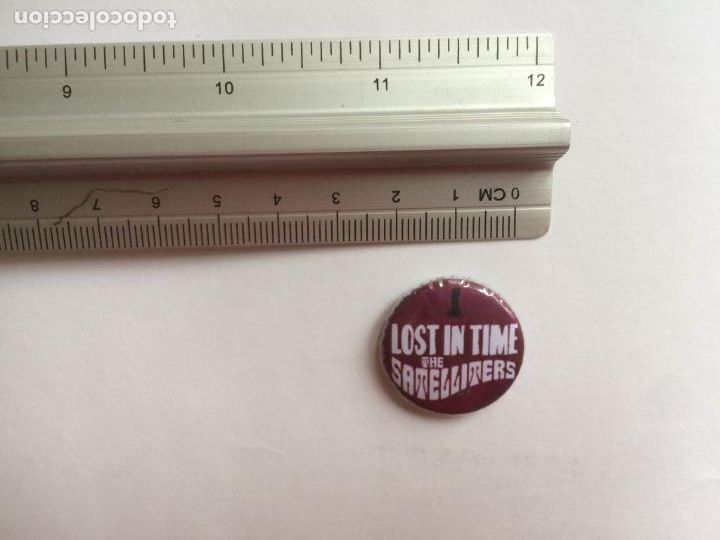 todocoleccion
9 10 11 12
8 7 6 5 4 3 2 1 CM 0
I
LOST IN TIME
THE
SATELLITERS